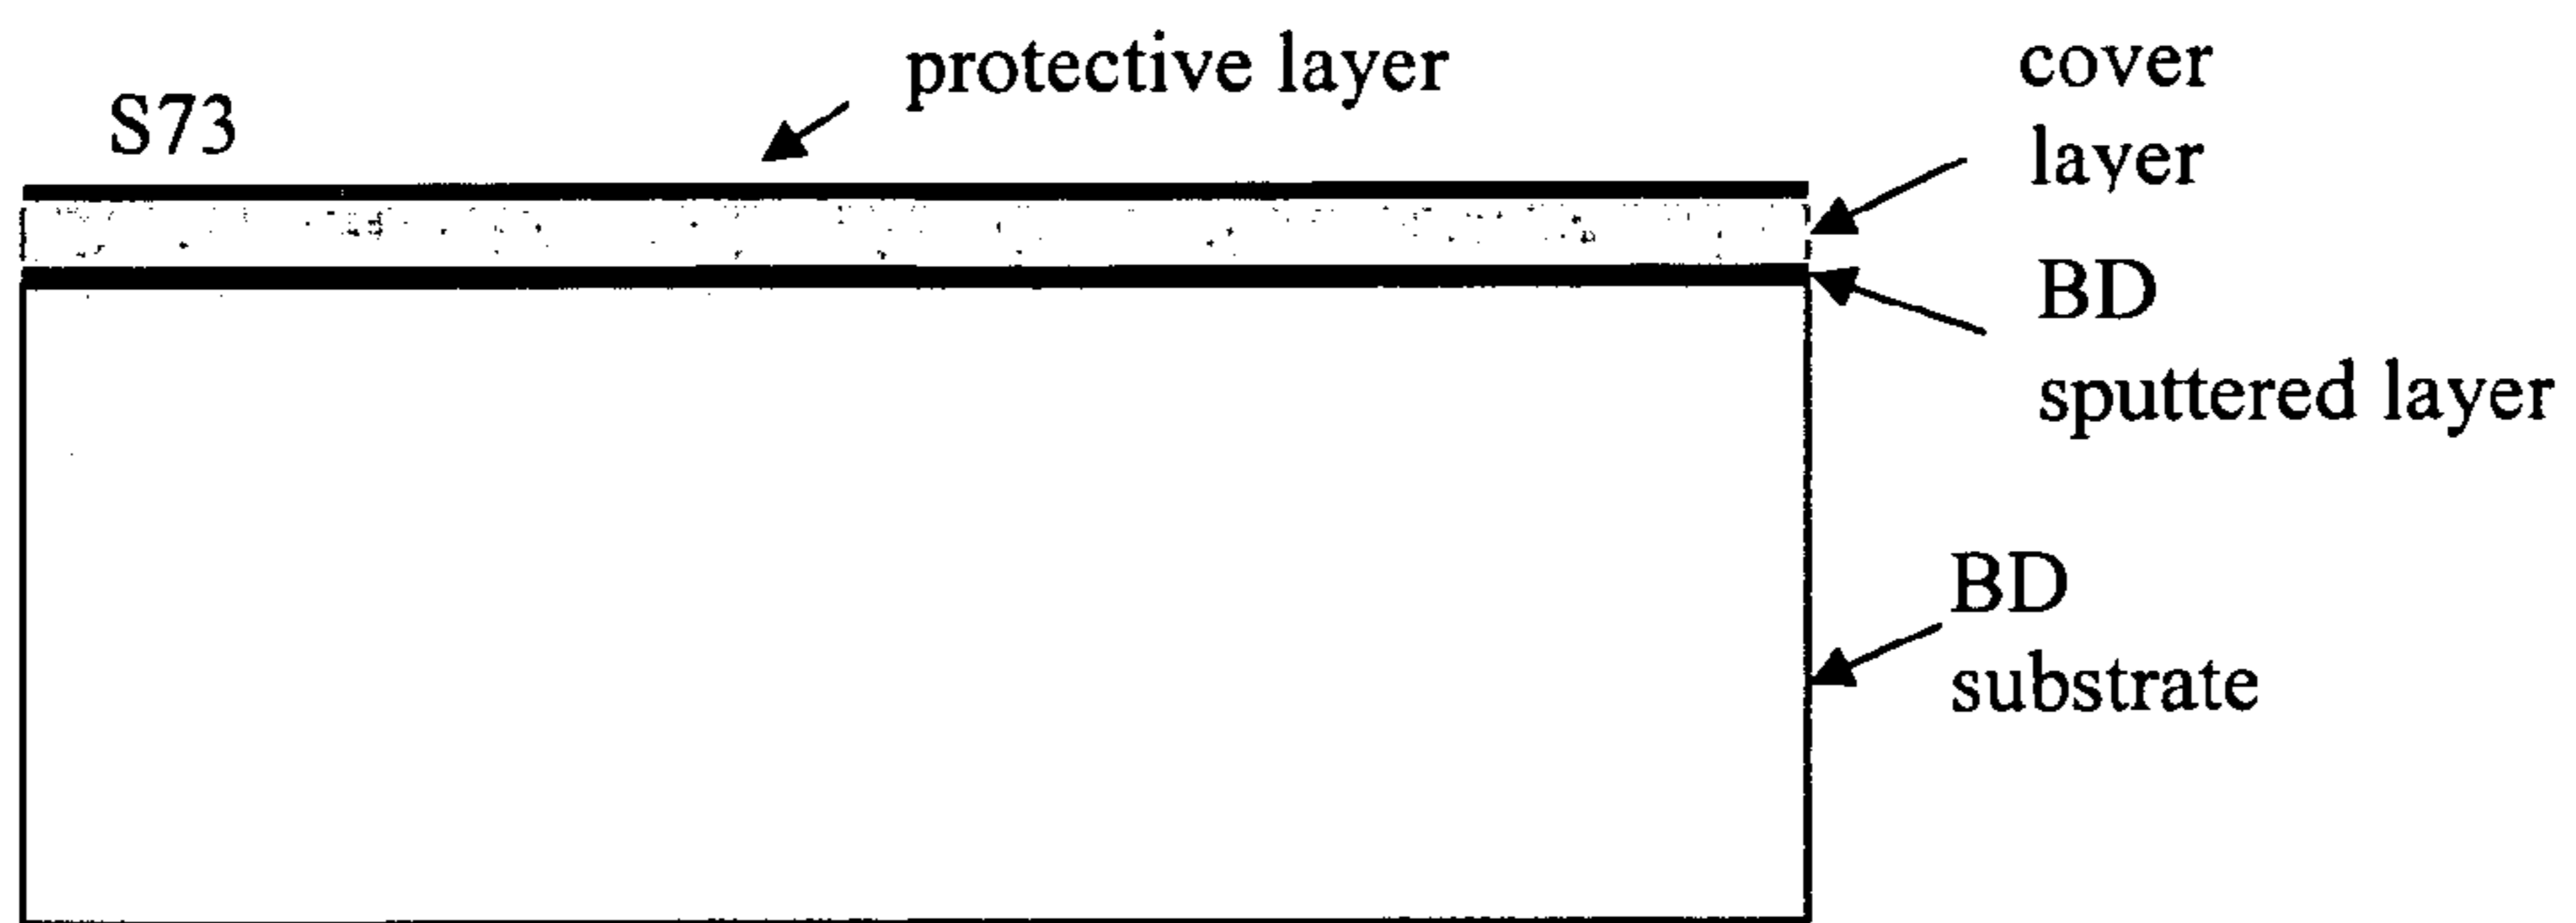 S73
protective layer
cover
layer
BD
sputtered layer
BD
substrate